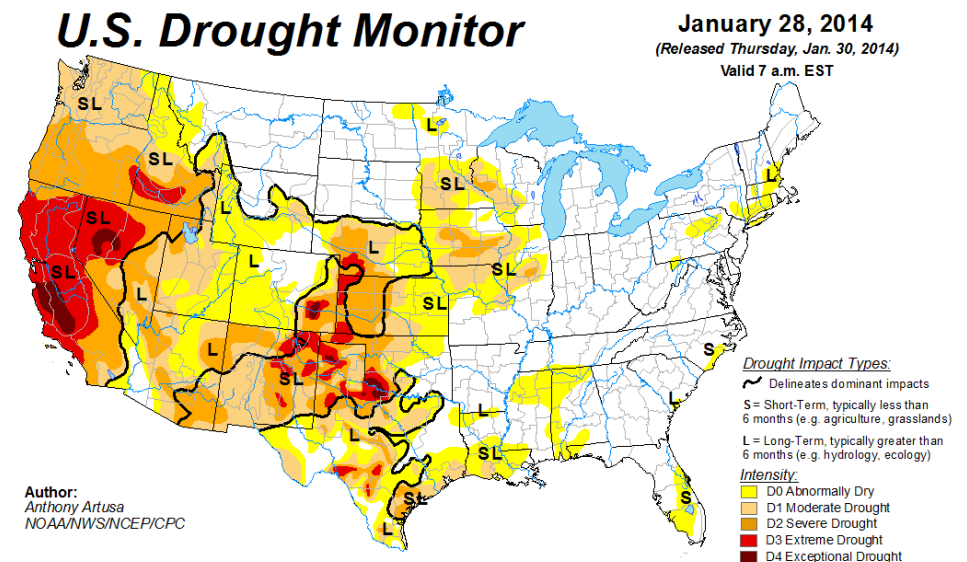 U.S. Drought Monitor
January 28, 2014
(Released Thursday, Jan. 30, 2014)
Valid 7 a.m. EST
SL
L
SL
SL
L
L
SL
L
L
SL
SL
SL
L
SL
L
S
SL
L
L
L
SL
S
SL
L
Drought Impact Types:
Delineates dominant impacts
S = Short-Term, typically less than
6 months (e.g. agriculture, grasslands)
L = Long-Term, typically greater than
6 months (e.g. hydrology, ecology)
Intensity:
D0 Abnormally Dry
D1 Moderate Drought
D2 Severe Drought
D3 Extreme Drought
D4 Exceptional Drought
Author:
Anthony Artusa
NOAA/NWS/NCEP/CPC